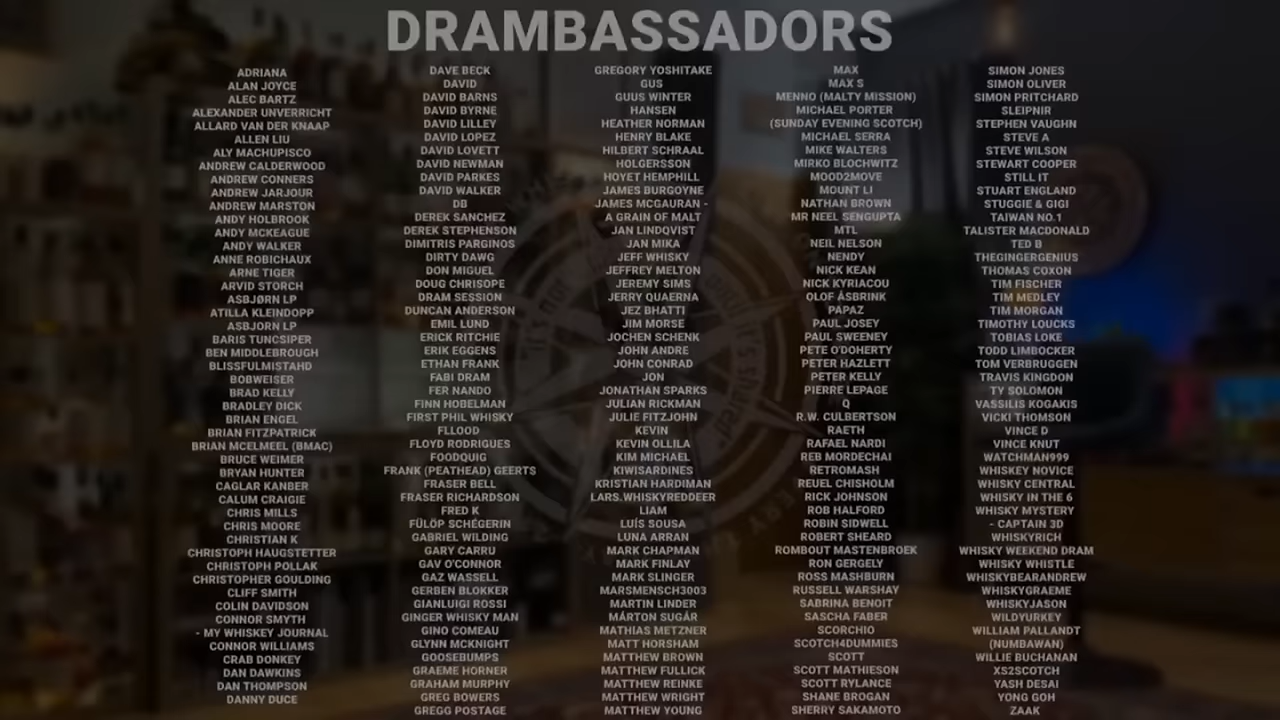 DRAMBASSADORS
ADRIANA
ALAN JOYCE
ALEC BARTZ
ALEXANDER UNVERRICHT
ALLARD VAN DER KNAAP
ALLEN LIU
ALY MACHUPISCO
ANDREW CALDERWOOD
ANDREW CONNERS
ANDREW JARJOUR
ANDREW MARSTON
ANDY HOLBROOK
ANDY MCKEAGUE
ANDY WALKER
ANNE ROBICHAUX
ARNE TIGER
ARVID STORCH
ASBJØRN LP
ATILLA KLEINDOPP
ASBJORN LP
BARIS TUNCSIPER
BEN MIDDLEBROUGH
BLISSFULMISTAHD
BOBWEISER
BRAD KELLY
BRADLEY DICK
BRIAN ENGEL
BRIAN FITZPATRICK
BRIAN MCELMEEL (BMAC)
BRUCE WEIMER
BRYAN HUNTER
CAGLAR KANBER
CALUM CRAIGIE
CHRIS MILLS
CHRIS MOORE
CHRISTIAN K
CHRISTOPH HAUGSTETTER
CHRISTOPH POLLAK
CHRISTOPHER GOULDING
CLIFF SMITH
COLIN DAVIDSON
CONNOR SMYTH
- MY WHISKEY JOURNAL
CONNOR WILLIAMS
CRAB DONKEY
DAN DAWKINS
DAN THOMPSON
DANNY DUCE
DAVE BECK
DAVID
DAVID BARNS
DAVID BYRNE
DAVID LILLEY
DAVID LOPEZ
DAVID LOVETT
DAVID NEWMAN
DAVID PARKES
DAVID WALKER
DB
DEREK SANCHEZ
DEREK STEPHENSON
DIMITRIS PARGINOS
DIRTY DAWG
DON MIGUEL
DOUG CHRISOPE
DRAM SESSION
DUNCAN ANDERSON
EMIL LUND
ERICK RITCHIE
ERIK EGGENS
ETHAN FRANK
FABI DRAM
FER NANDO
FINN HOBELMAN
FIRST PHIL WHISKY
FLLOOD
FLOYD RODRIGUES
FOODQUIG
FRANK (PEATHEAD) GEERTS
FRASER BELL
FRASER RICHARDSON
FRED K
FÜLÖP SCHÉGERIN
GABRIEL WILDING
GARY CARRU
GAV O'CONNOR
GAZ WASSELL
GERBEN BLOKKER
GIANLUIGI ROSSI
GINGER WHISKY MAN
GINO COMEAU
GLYNN MCKNIGHT
GOOSEBUMPS
GRAEME HORNER
GRAHAM MURPHY
GREG BOWERS
GREGG POSTAGE
GREGORY YOSHITAKE
GUS
GUUS WINTER
HANSEN
HEATHER NORMAN
HENRY BLAKE
HILBERT SCHRAAL
HOLGERSSON
HOYET HEMPHILL
JAMES BURGOYNE
JAMES MCGAURAN -
A GRAIN OF MALT
JAN LINDQVIST
JAN MIKA
JEFF WHISKY
JEFFREY MELTON
JEREMY SIMS
JERRY QUAERNA
JEZ BHATTI
JIM MORSE
JOCHEN SCHENK
JOHN ANDRE
JOHN CONRAD
JON
JONATHAN SPARKS
JULIAN RICKMAN
JULIE FITZJOHN
KEVIN
KEVIN OLLILA
KIM MICHAEL
KIWISARDINES
KRISTIAN HARDIMAN
LARS.WHISKYREDDEER
LIAM
LUÍS SOUSA
LUNA ARRAN
MARK CHAPMAN
MARK FINLAY
MARK SLINGER
MARSMENSCH3003
MARTIN LINDER
MÁRTON SUGÁR
MATHIAS METZNER
MATT HORSHAM
MATTHEW BROWN
MATTHEW FULLICK
MATTHEW REINKE
MATTHEW WRIGHT
MATTHEW YOUNG
MAX
MAX S
MENNO (MALTY MISSION)
MICHAEL PORTER
(SUNDAY EVENING SCOTCH)
MICHAEL SERRA
MIKE WALTERS
MIRKO BLOCHWITZ
MOOD2MOVE
MOUNT LI
NATHAN BROWN
MR NEEL SENGUPTA
MTL
NEIL NELSON
NENDY
NICK KEAN
NICK KYRIACOU
OLOF ÅSBRINK
PAPAZ
PAUL JOSEY
PAUL SWEENEY
PETE O'DOHERTY
PETER HAZLETT
PETER KELLY
PIERRE LEPAGE
Q
R.W. CULBERTSON
RAETH
RAFAEL NARDI
REB MORDECHAI
RETROMASH
REUEL CHISHOLM
RICK JOHNSON
ROB HALFORD
ROBIN SIDWELL
ROBERT SHEARD
ROMBOUT MASTENBROEK
RON GERGELY
ROSS MASHBURN
RUSSELL WARSHAY
SABRINA BENOIT
SASCHA FABER
SCORCHIO
SCOTCH4DUMMIES
SCOTT
SCOTT MATHIESON
SCOTT RYLANCE
SHANE BROGAN
SHERRY SAKAMOTO
SIMON JONES
SIMON OLIVER
SIMON PRITCHARD
SLEIPNIR
STEPHEN VAUGHN
STEVE A
STEVE WILSON
STEWART COOPER
STILL IT
STUART ENGLAND
STUGGIE & GIGI
TAIWAN NO.1
TALISTER MACDONALD
TED B
THEGINGERGENIUS
THOMAS COXON
TIM FISCHER
TIM MEDLEY
TIM MORGAN
TIMOTHY LOUCKS
TOBIAS LOKE
TODD LIMBOCKER
TOM VERBRUGGEN
TRAVIS KINGDON
TY SOLOMON
VASSILIS KOGAKIS
VICKI THOMSON
VINCE D
VINCE KNUT
WATCHMAN999
WHISKEY NOVICE
WHISKY CENTRAL
WHISKY IN THE 6
WHISKY MYSTERY
- CAPTAIN 3D
WHISKYRICH
WHISKY WEEKEND DRAM
WHISKY WHISTLE
WHISKYBEARANDREW
WHISKYGRAEME
WHISKYJASON
WILDYURKEY
WILLIAM PALLANDT
(NUMBAWAN)
WILLIE BUCHANAN
XS2SCOTCH
YASH DESAI
YONG GOH
ZAAK